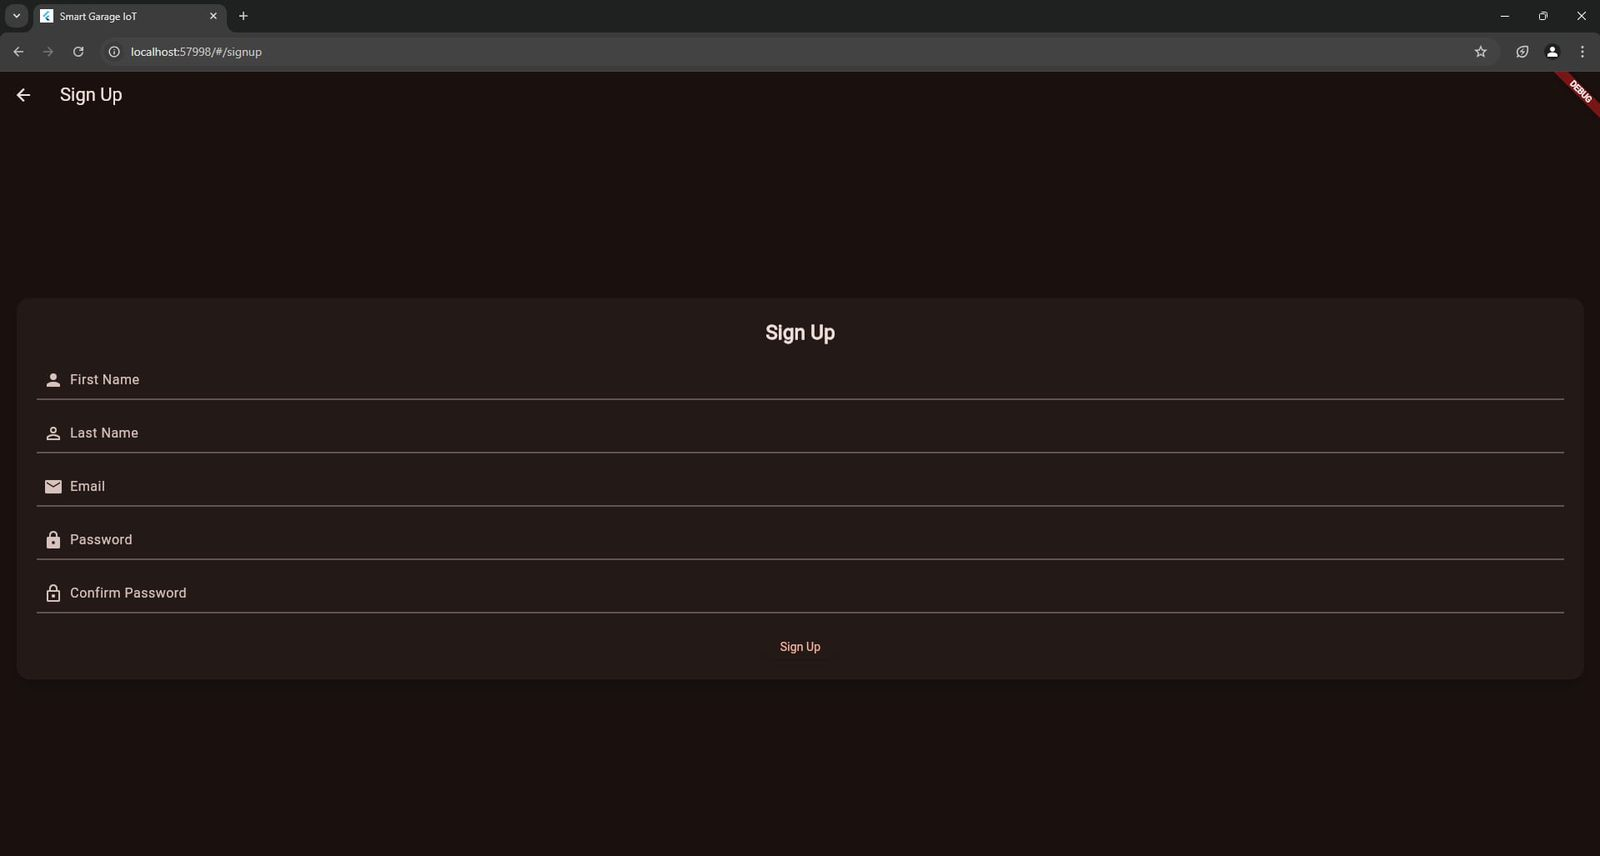 Smart Garage IoT
localhost:57998/#/signup
Sign Up
DEBUG
Sign Up
First Name
Last Name
Email
Password
Confirm Password
Sign Up